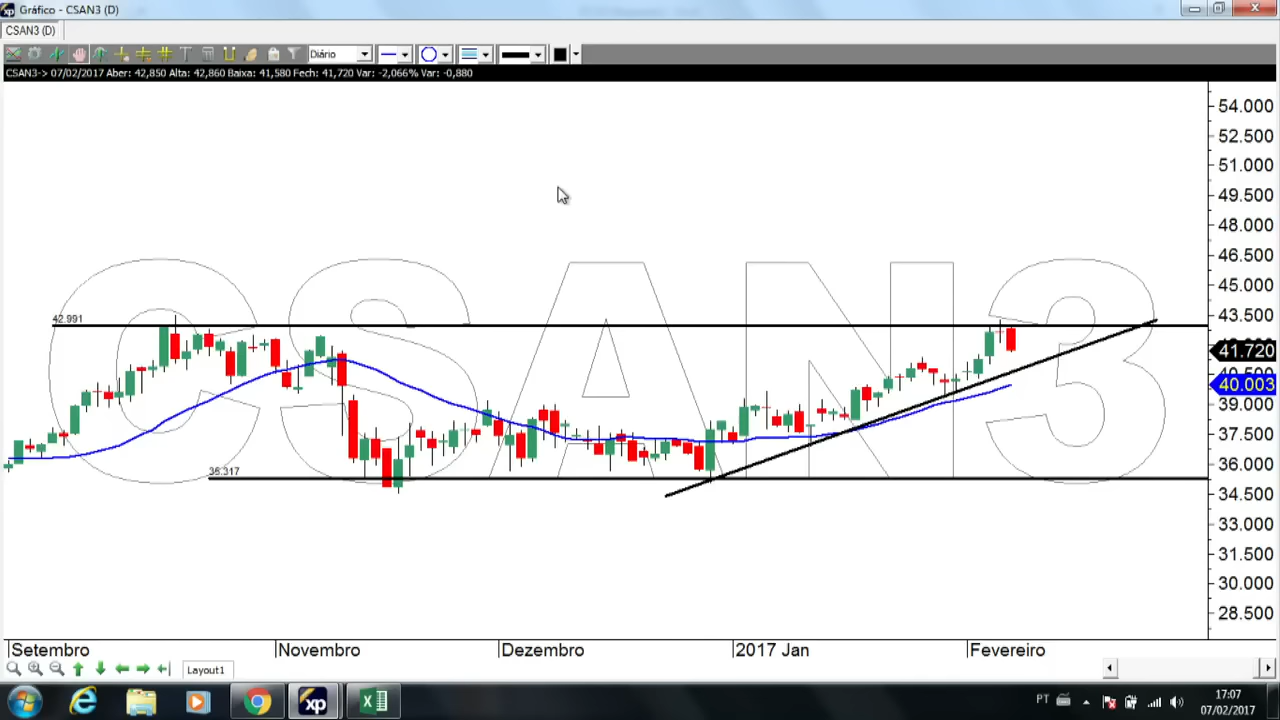 Gráfico - CSAN3 (D)
CSAN3 (D)
Diário
CSAN3-> 07/02/2017 Aber: 42,850 Alta: 42,860 Baixa: 41,580 Fech: 41,720 Var: -2,066% Var: -0,880
54.000
52.500
51.000
49.500
48.000
46.500
45.000
43.500
41.720
40.003
39.000
37.500
36.000
34.500
33.000
31.500
30.000
28.500
CSAN3
42.991
Setembro
Novembro
Dezembro
2017 Jan
Fevereiro
Layout1
xp
PT
17:07
07/02/2017